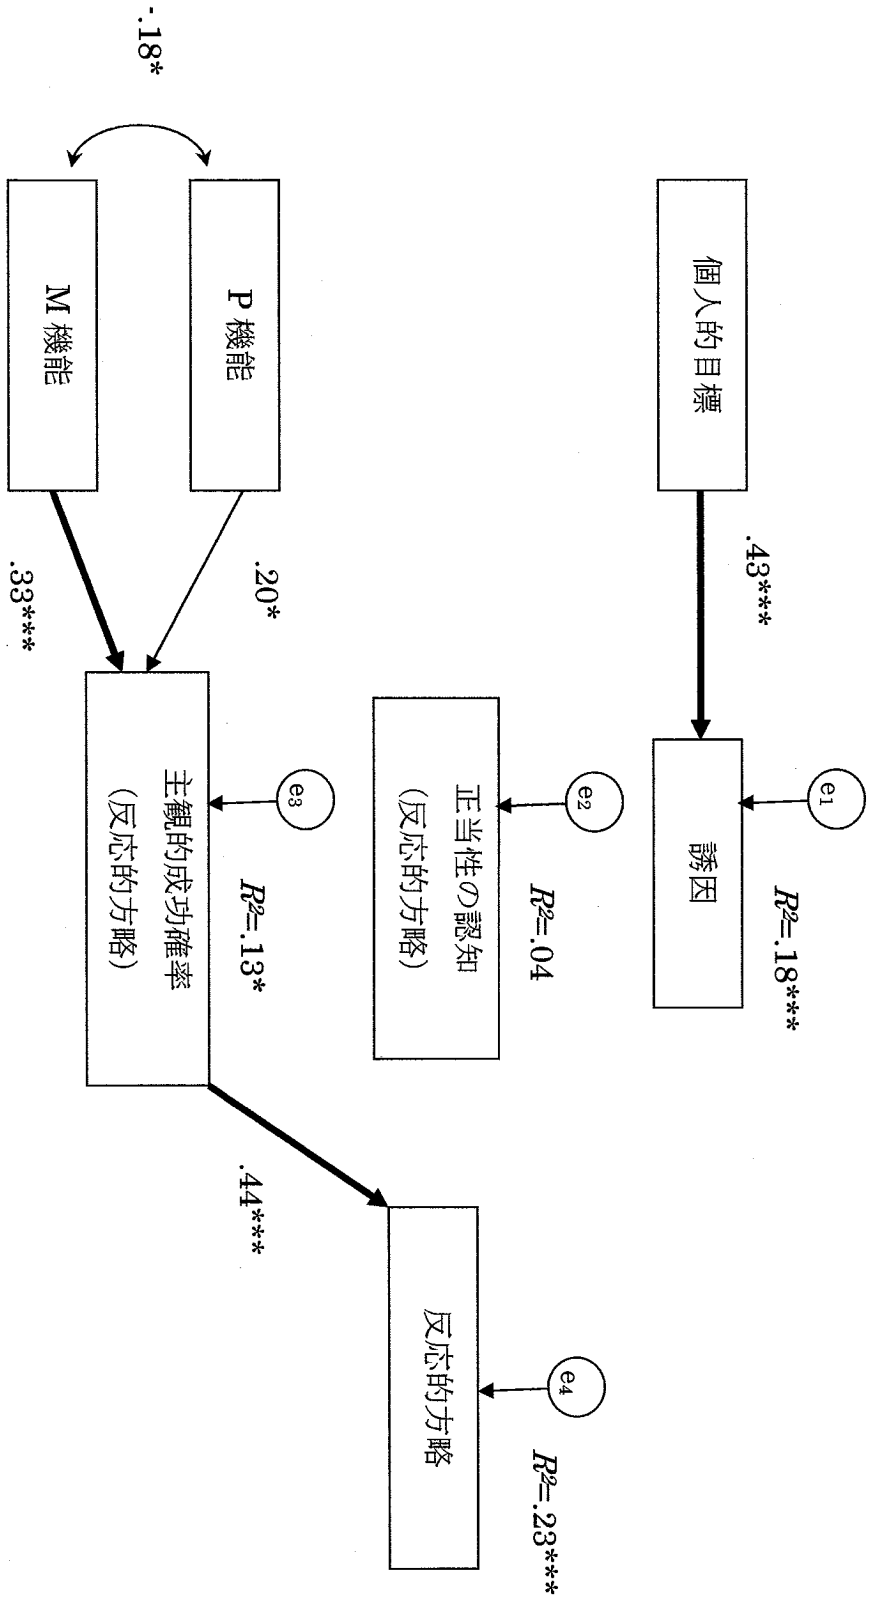 e1
R²=.18***
個人的目標
.43***
誘因
e2
R²=.04
正当性の認知
(反応的方略)
e4
R²=.23***
反応的方略
e3
R²=.13*
P 機能
.20*
主観的成功確率
(反応的方略)
.44***
-.18*
M 機能
.33***